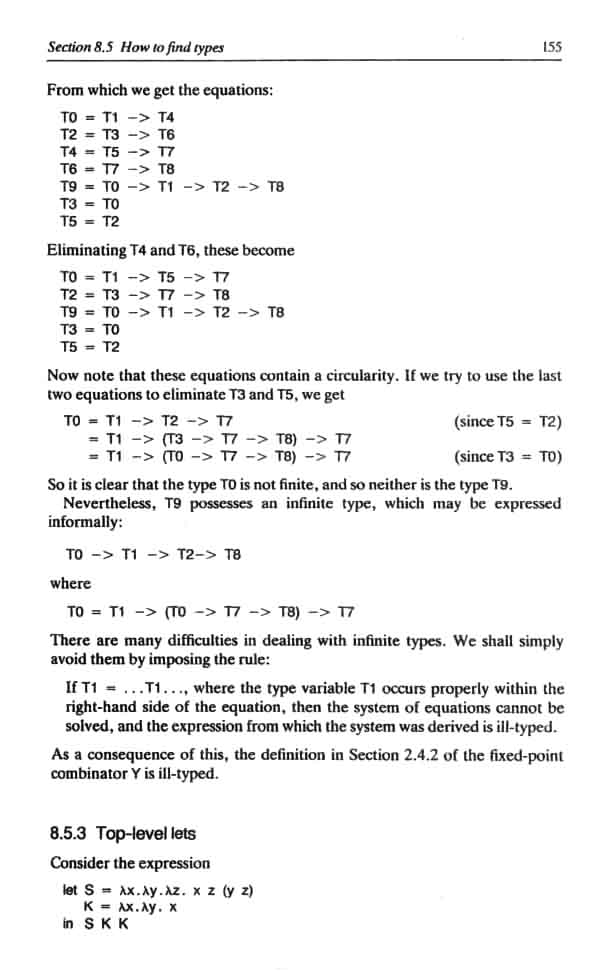 Section 8.5 How to find types 155
From which we get the equations:
T0 = T1 -> T4
T2 = T3 -> T6
T4 = T5 -> T7
T6 = T7 -> T8
T9 = T0 -> T1 -> T2 -> T8
T3 = T0
T5 = T2
Eliminating T4 and T6, these become
T0 = T1 -> T5 -> T7
T2 = T3 -> T7 -> T8
T9 = T0 -> T1 -> T2 -> T8
T3 = T0
T5 = T2
Now note that these equations contain a circularity. If we try to use the last
two equations to eliminate T3 and T5, we get
T0 = T1 -> T2 -> T7 (since T5 = T2)
= T1 -> (T3 -> T7 -> T8) -> T7
= T1 -> (T0 -> T7 -> T8) -> T7 (since T3 = T0)
So it is clear that the type T0 is not finite, and so neither is the type T9.
Nevertheless, T9 possesses an infinite type, which may be expressed
informally:
T0 -> T1 -> T2-> T8
where
T0 = T1 -> (T0 -> T7 -> T8) -> T7
There are many difficulties in dealing with infinite types. We shall simply
avoid them by imposing the rule:
If T1 = ...T1..., where the type variable T1 occurs properly within the
right-hand side of the equation, then the system of equations cannot be
solved, and the expression from which the system was derived is ill-typed.
As a consequence of this, the definition in Section 2.4.2 of the fixed-point
combinator Y is ill-typed.
8.5.3 Top-level lets
Consider the expression
let S = λx.λy.λz. x z (y z)
K = λx.λy. x
in S K K